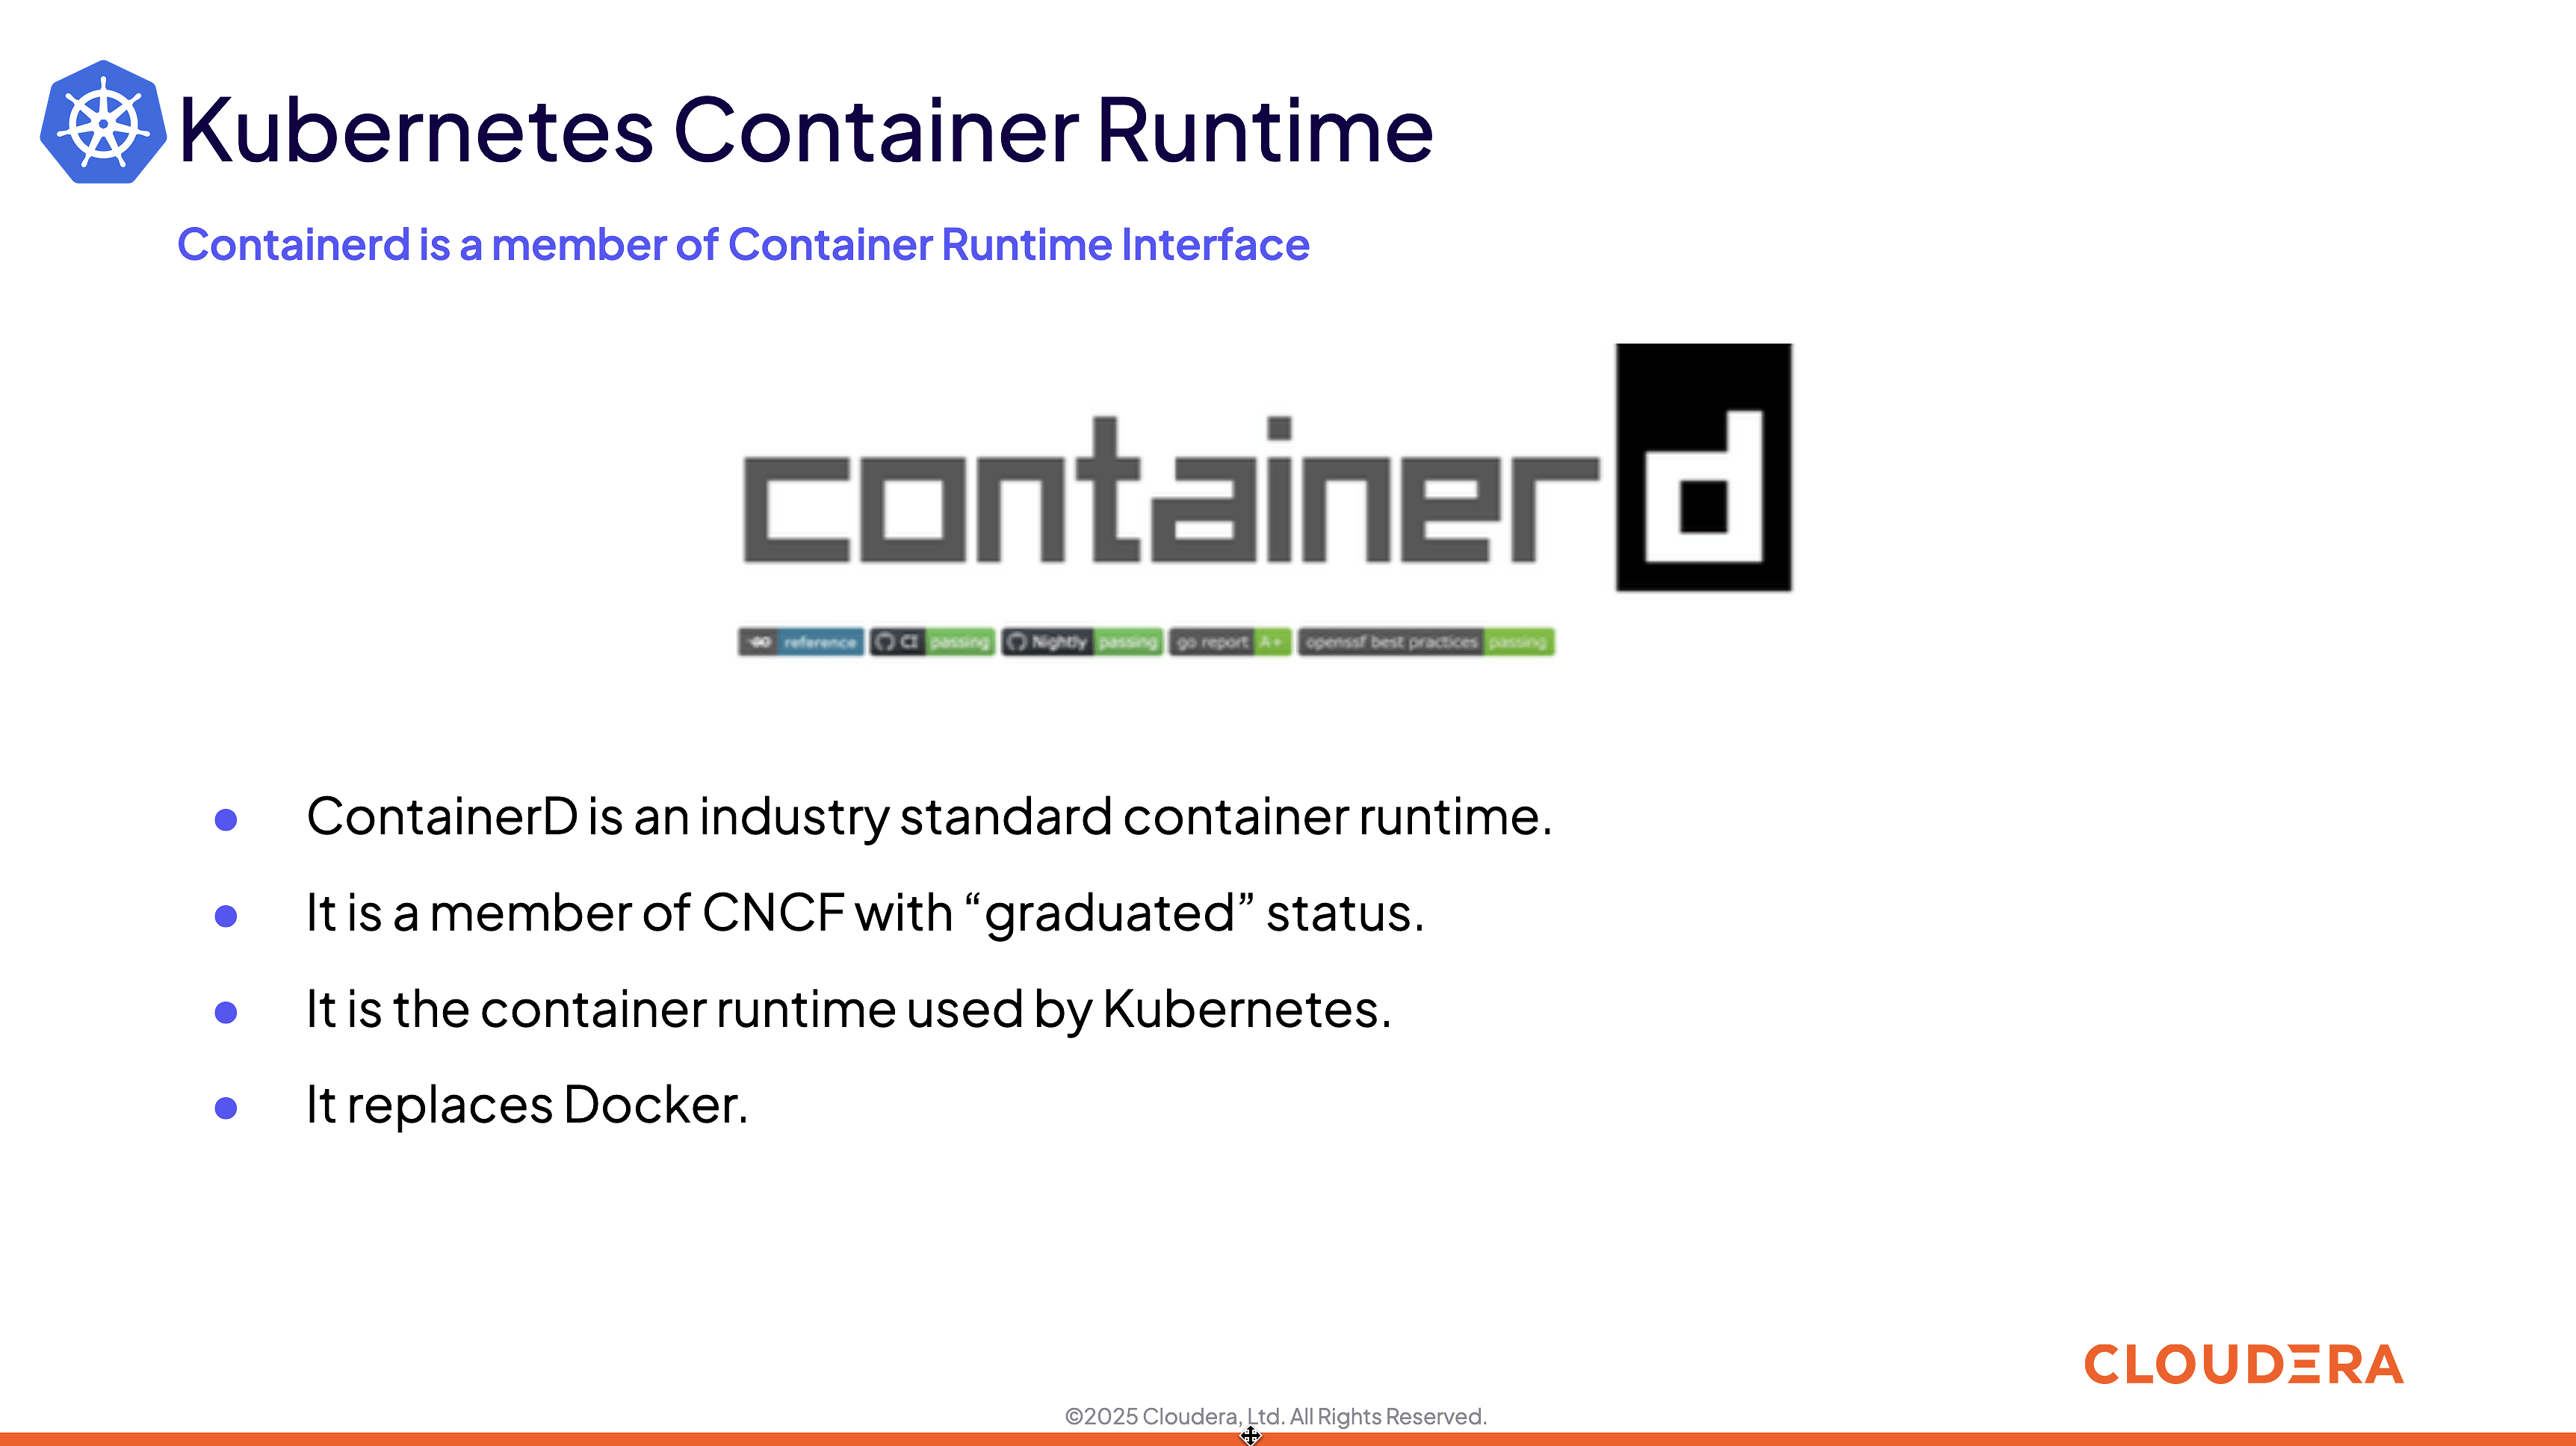 Kubernetes Container Runtime
Containerd is a member of Container Runtime Interface
containerd
GO reference CI passing Nightly passing go report A+ openssf best practices passing
ContainerD is an industry standard container runtime.
It is a member of CNCF with “graduated” status.
It is the container runtime used by Kubernetes.
It replaces Docker.
CLOUDERA
©2025 Cloudera, Ltd. All Rights Reserved.